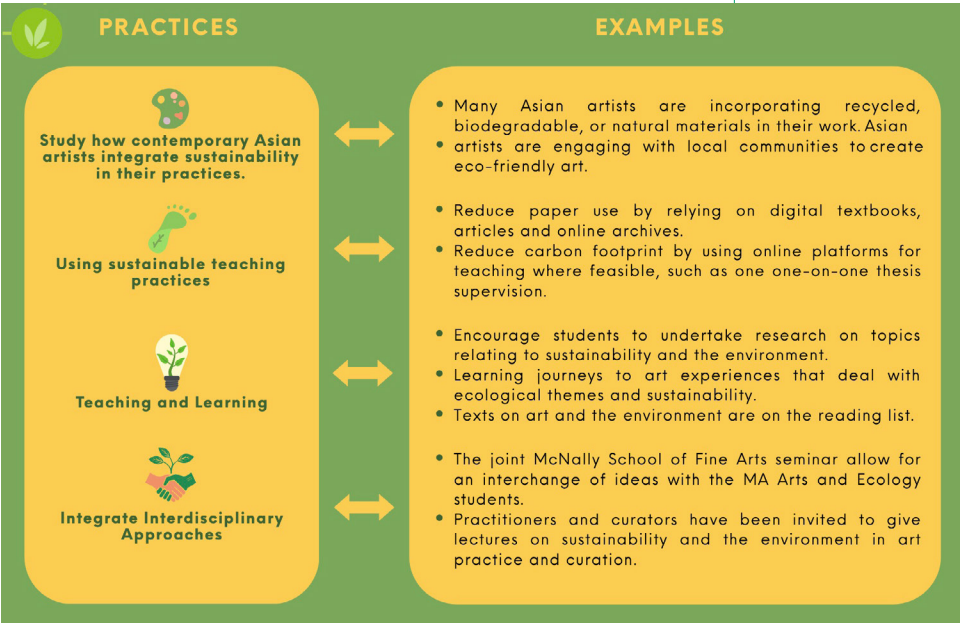 PRACTICES
EXAMPLES
Study how contemporary Asian
artists integrate sustainability
in their practices.
Many Asian artists are incorporating recycled,
biodegradable, or natural materials in their work. Asian
artists are engaging with local communities to create
eco-friendly art.
Using sustainable teaching
practices
Reduce paper use by relying on digital textbooks,
articles and online archives.
Reduce carbon footprint by using online platforms for
teaching where feasible, such as one one-on-one thesis
supervision.
Teaching and Learning
Encourage students to undertake research on topics
relating to sustainability and the environment.
Learning journeys to art experiences that deal with
ecological themes and sustainability.
Texts on art and the environment are on the reading list.
Integrate Interdisciplinary
Approaches
The joint McNally School of Fine Arts seminar allow for
an interchange of ideas with the MA Arts and Ecology
students.
Practitioners and curators have been invited to give
lectures on sustainability and the environment in art
practice and curation.